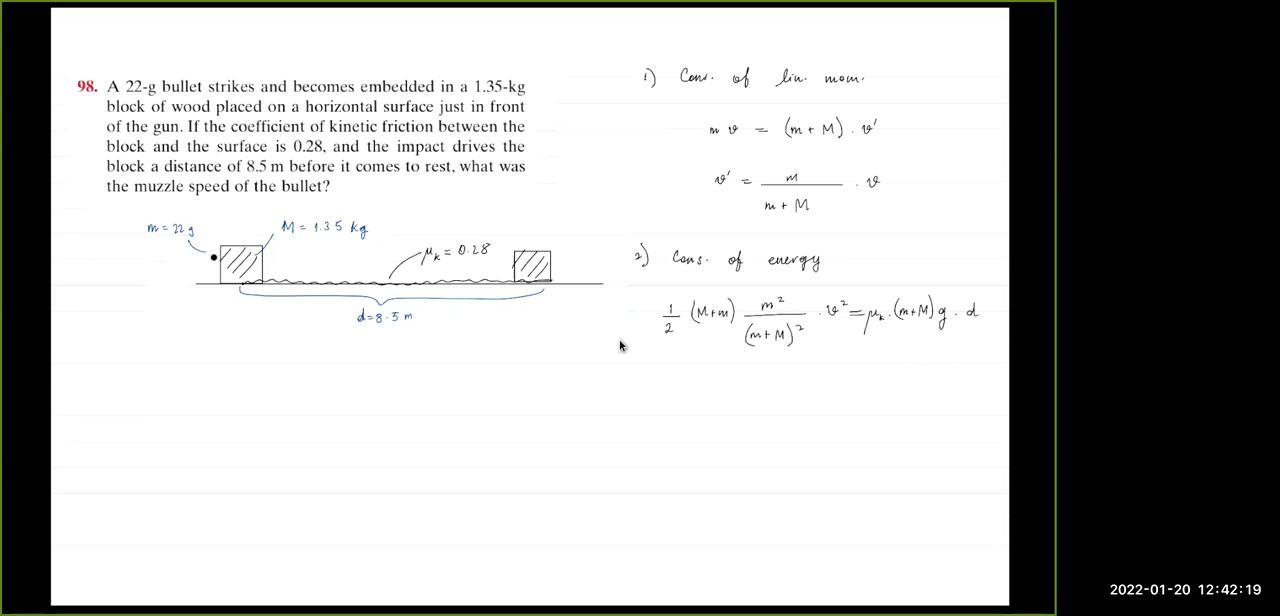 98. A 22-g bullet strikes and becomes embedded in a 1.35-kg
block of wood placed on a horizontal surface just in front
of the gun. If the coefficient of kinetic friction between the
block and the surface is 0.28, and the impact drives the
block a distance of 8.5 m before it comes to rest, what was
the muzzle speed of the bullet?
m = 22 g
M = 1.35 kg
μk = 0.28
d = 8.5 m
1) Cons. of lin. mom.
m v = (m + M) . v'
v' = m / (m + M) . v
2) Cons. of energy
1/2 (M+m) m² / (m+M)² . v² = μk . (m+M) g . d
2022-01-20 12:42:19